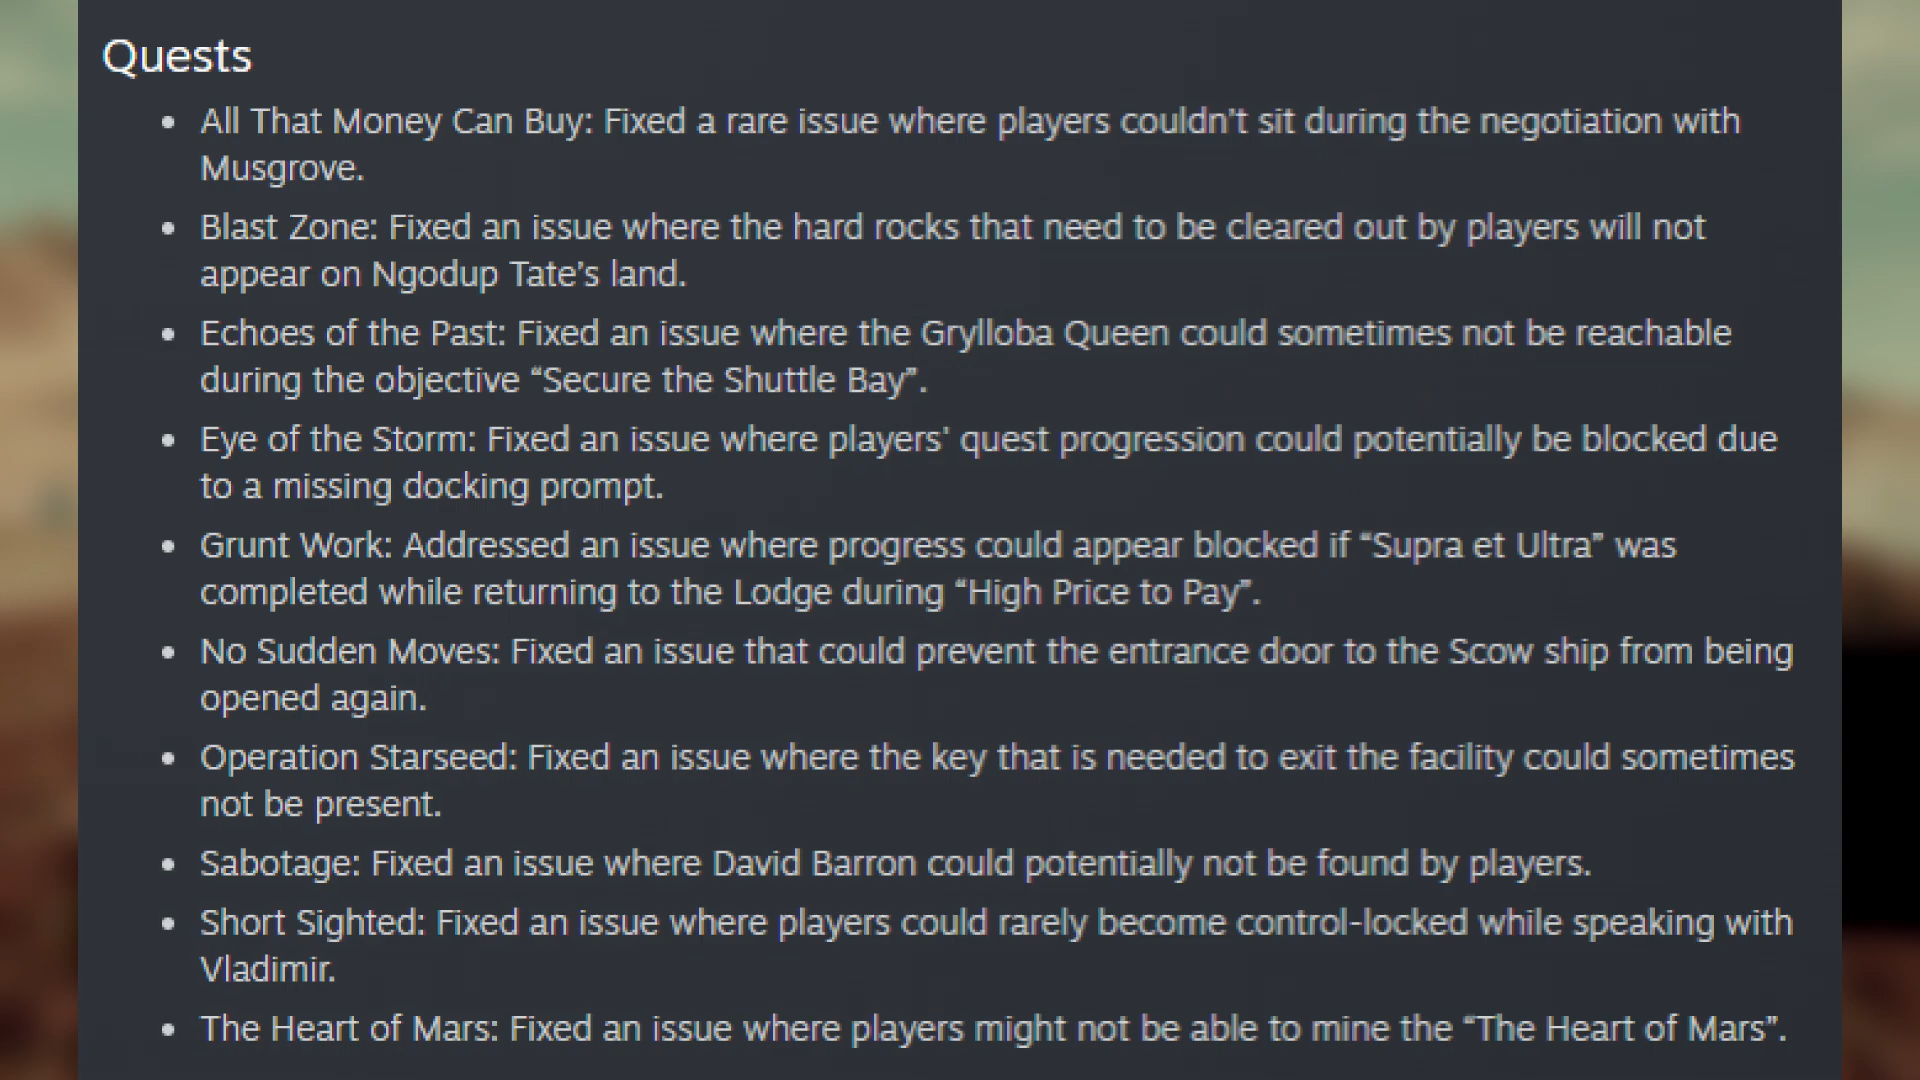 Quests
• All That Money Can Buy: Fixed a rare issue where players couldn’t sit during the negotiation with
Musgrove.
• Blast Zone: Fixed an issue where the hard rocks that need to be cleared out by players will not
appear on Ngodup Tate’s land.
• Echoes of the Past: Fixed an issue where the Grylloba Queen could sometimes not be reachable
during the objective “Secure the Shuttle Bay”.
• Eye of the Storm: Fixed an issue where players' quest progression could potentially be blocked due
to a missing docking prompt.
• Grunt Work: Addressed an issue where progress could appear blocked if “Supra et Ultra” was
completed while returning to the Lodge during “High Price to Pay”.
• No Sudden Moves: Fixed an issue that could prevent the entrance door to the Scow ship from being
opened again.
• Operation Starseed: Fixed an issue where the key that is needed to exit the facility could sometimes
not be present.
• Sabotage: Fixed an issue where David Barron could potentially not be found by players.
• Short Sighted: Fixed an issue where players could rarely become control-locked while speaking with
Vladimir.
• The Heart of Mars: Fixed an issue where players might not be able to mine the “The Heart of Mars”.